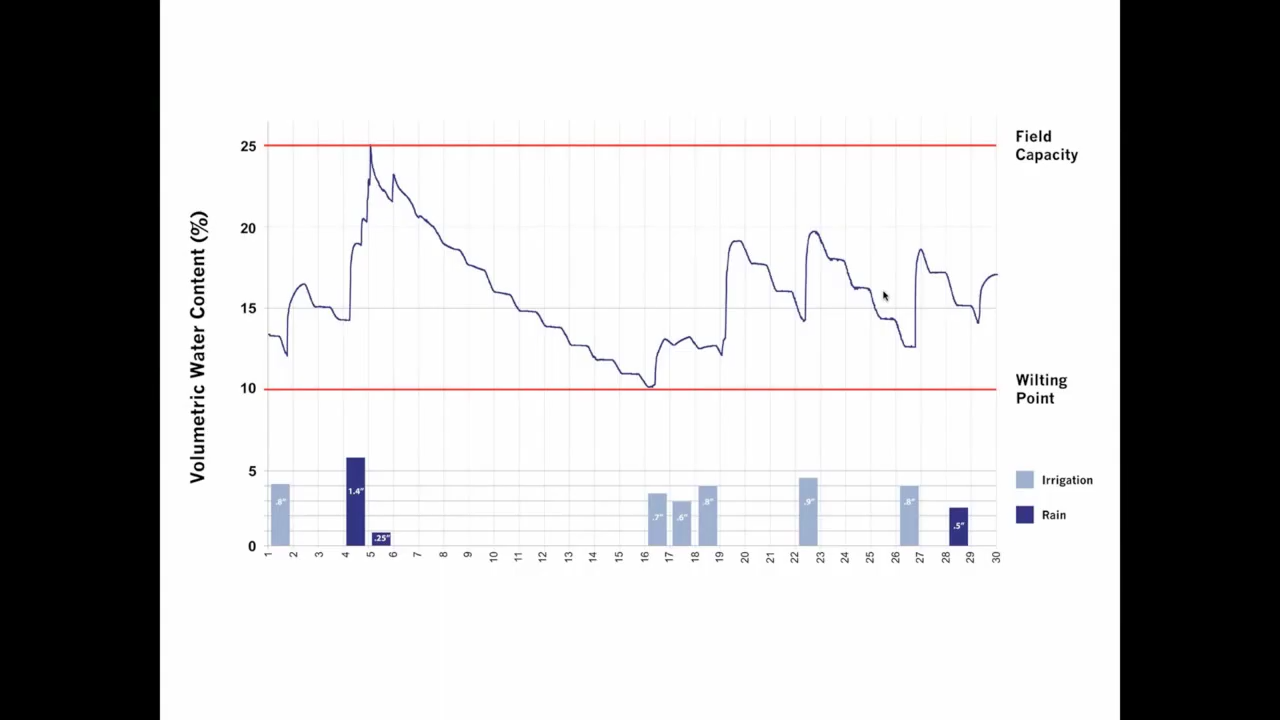 Field
Capacity
25
20
15
10
5
0
Volumetric Water Content (%)
Wilting
Point
Irrigation
Rain
.8"
1.4"
.25"
.7"
.6"
.8"
.9"
.8"
.5"
1 2 3 4 5 6 7 8 9 10 11 12 13 14 15 16 17 18 19 20 21 22 23 24 25 26 27 28 29 30